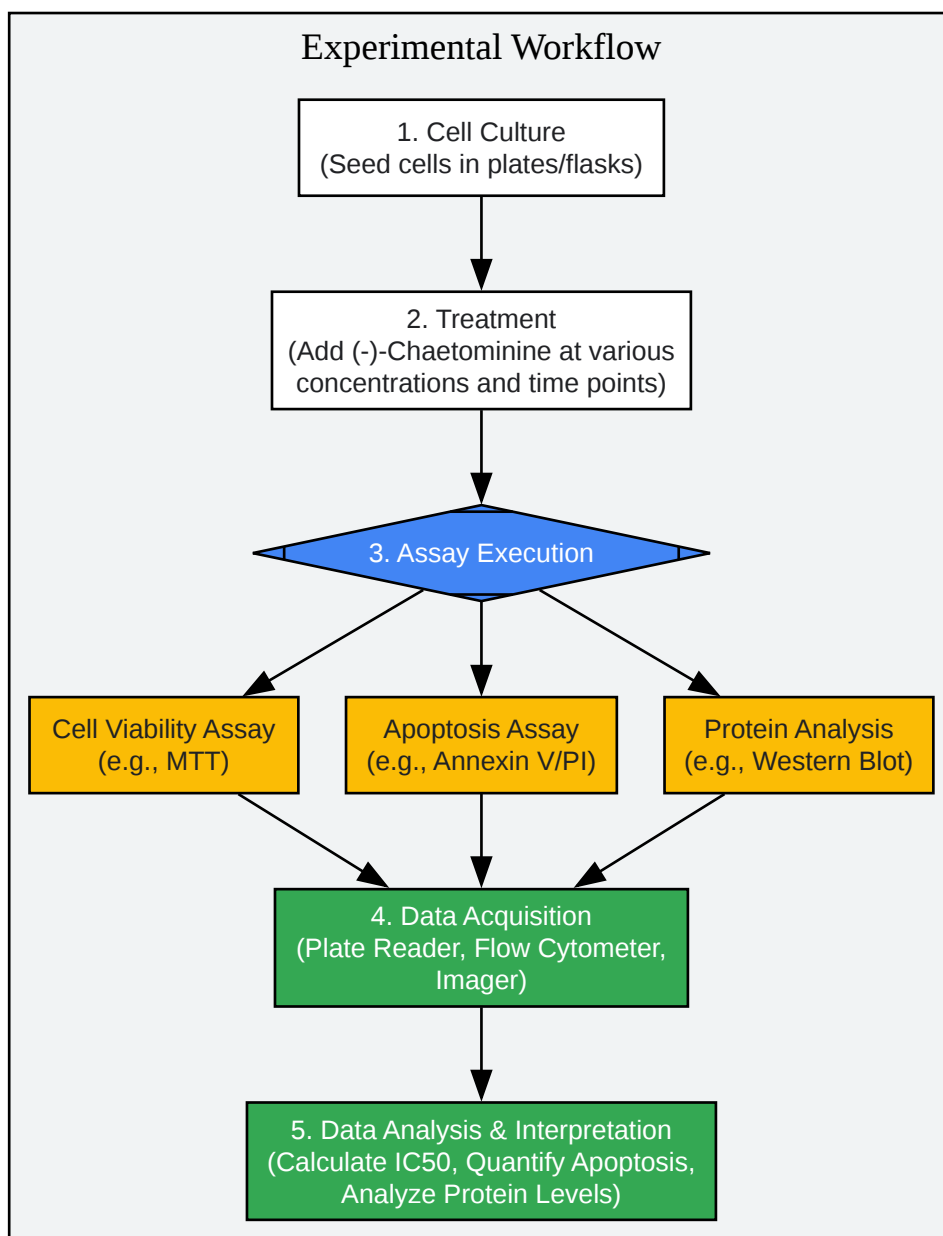 Experimental Workflow
1. Cell Culture
(Seed cells in plates/flasks)
2. Treatment
(Add (-)-Chaetominine at various
concentrations and time points)
3. Assay Execution
Cell Viability Assay
(e.g., MTT)
Apoptosis Assay
(e.g., Annexin V/PI)
Protein Analysis
(e.g., Western Blot)
4. Data Acquisition
(Plate Reader, Flow Cytometer,
Imager)
5. Data Analysis & Interpretation
(Calculate IC50, Quantify Apoptosis,
Analyze Protein Levels)